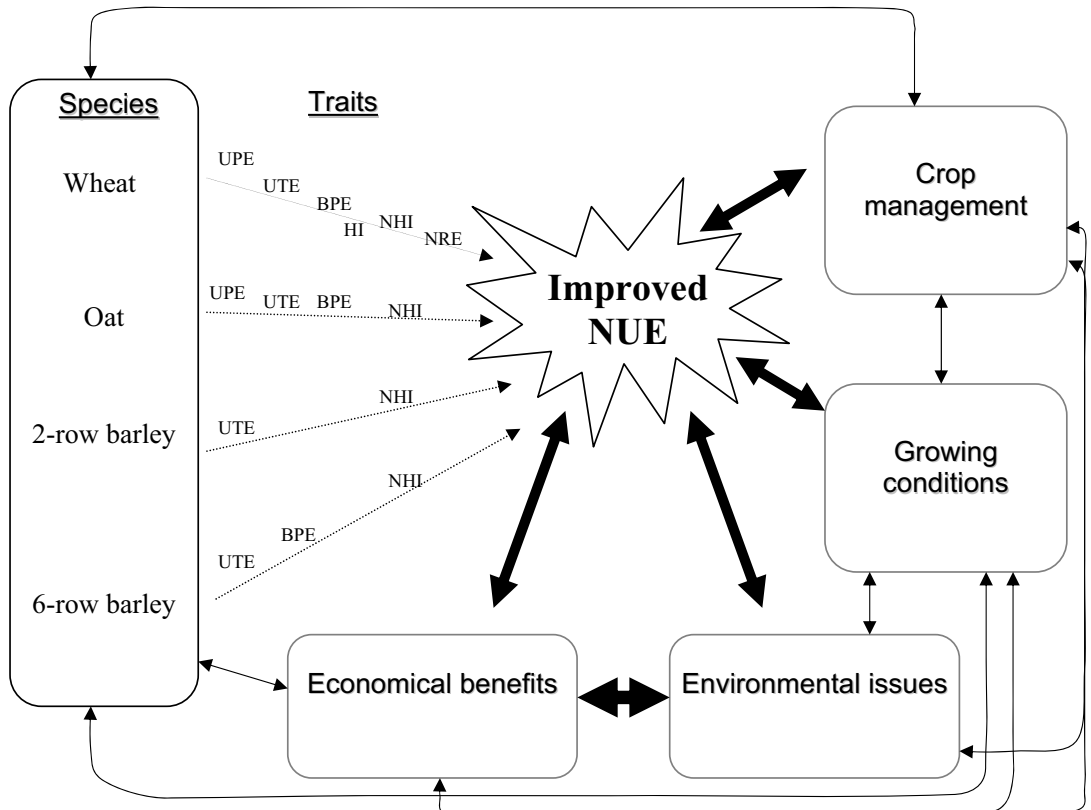 Species
Traits
Wheat
UPE
UTE
BPE
HI
NHI
NRE
Oat
UPE
UTE
BPE
NHI
2-row barley
UTE
NHI
6-row barley
UTE
BPE
NHI
Improved
NUE
Crop
management
Growing
conditions
Economical benefits
Environmental issues